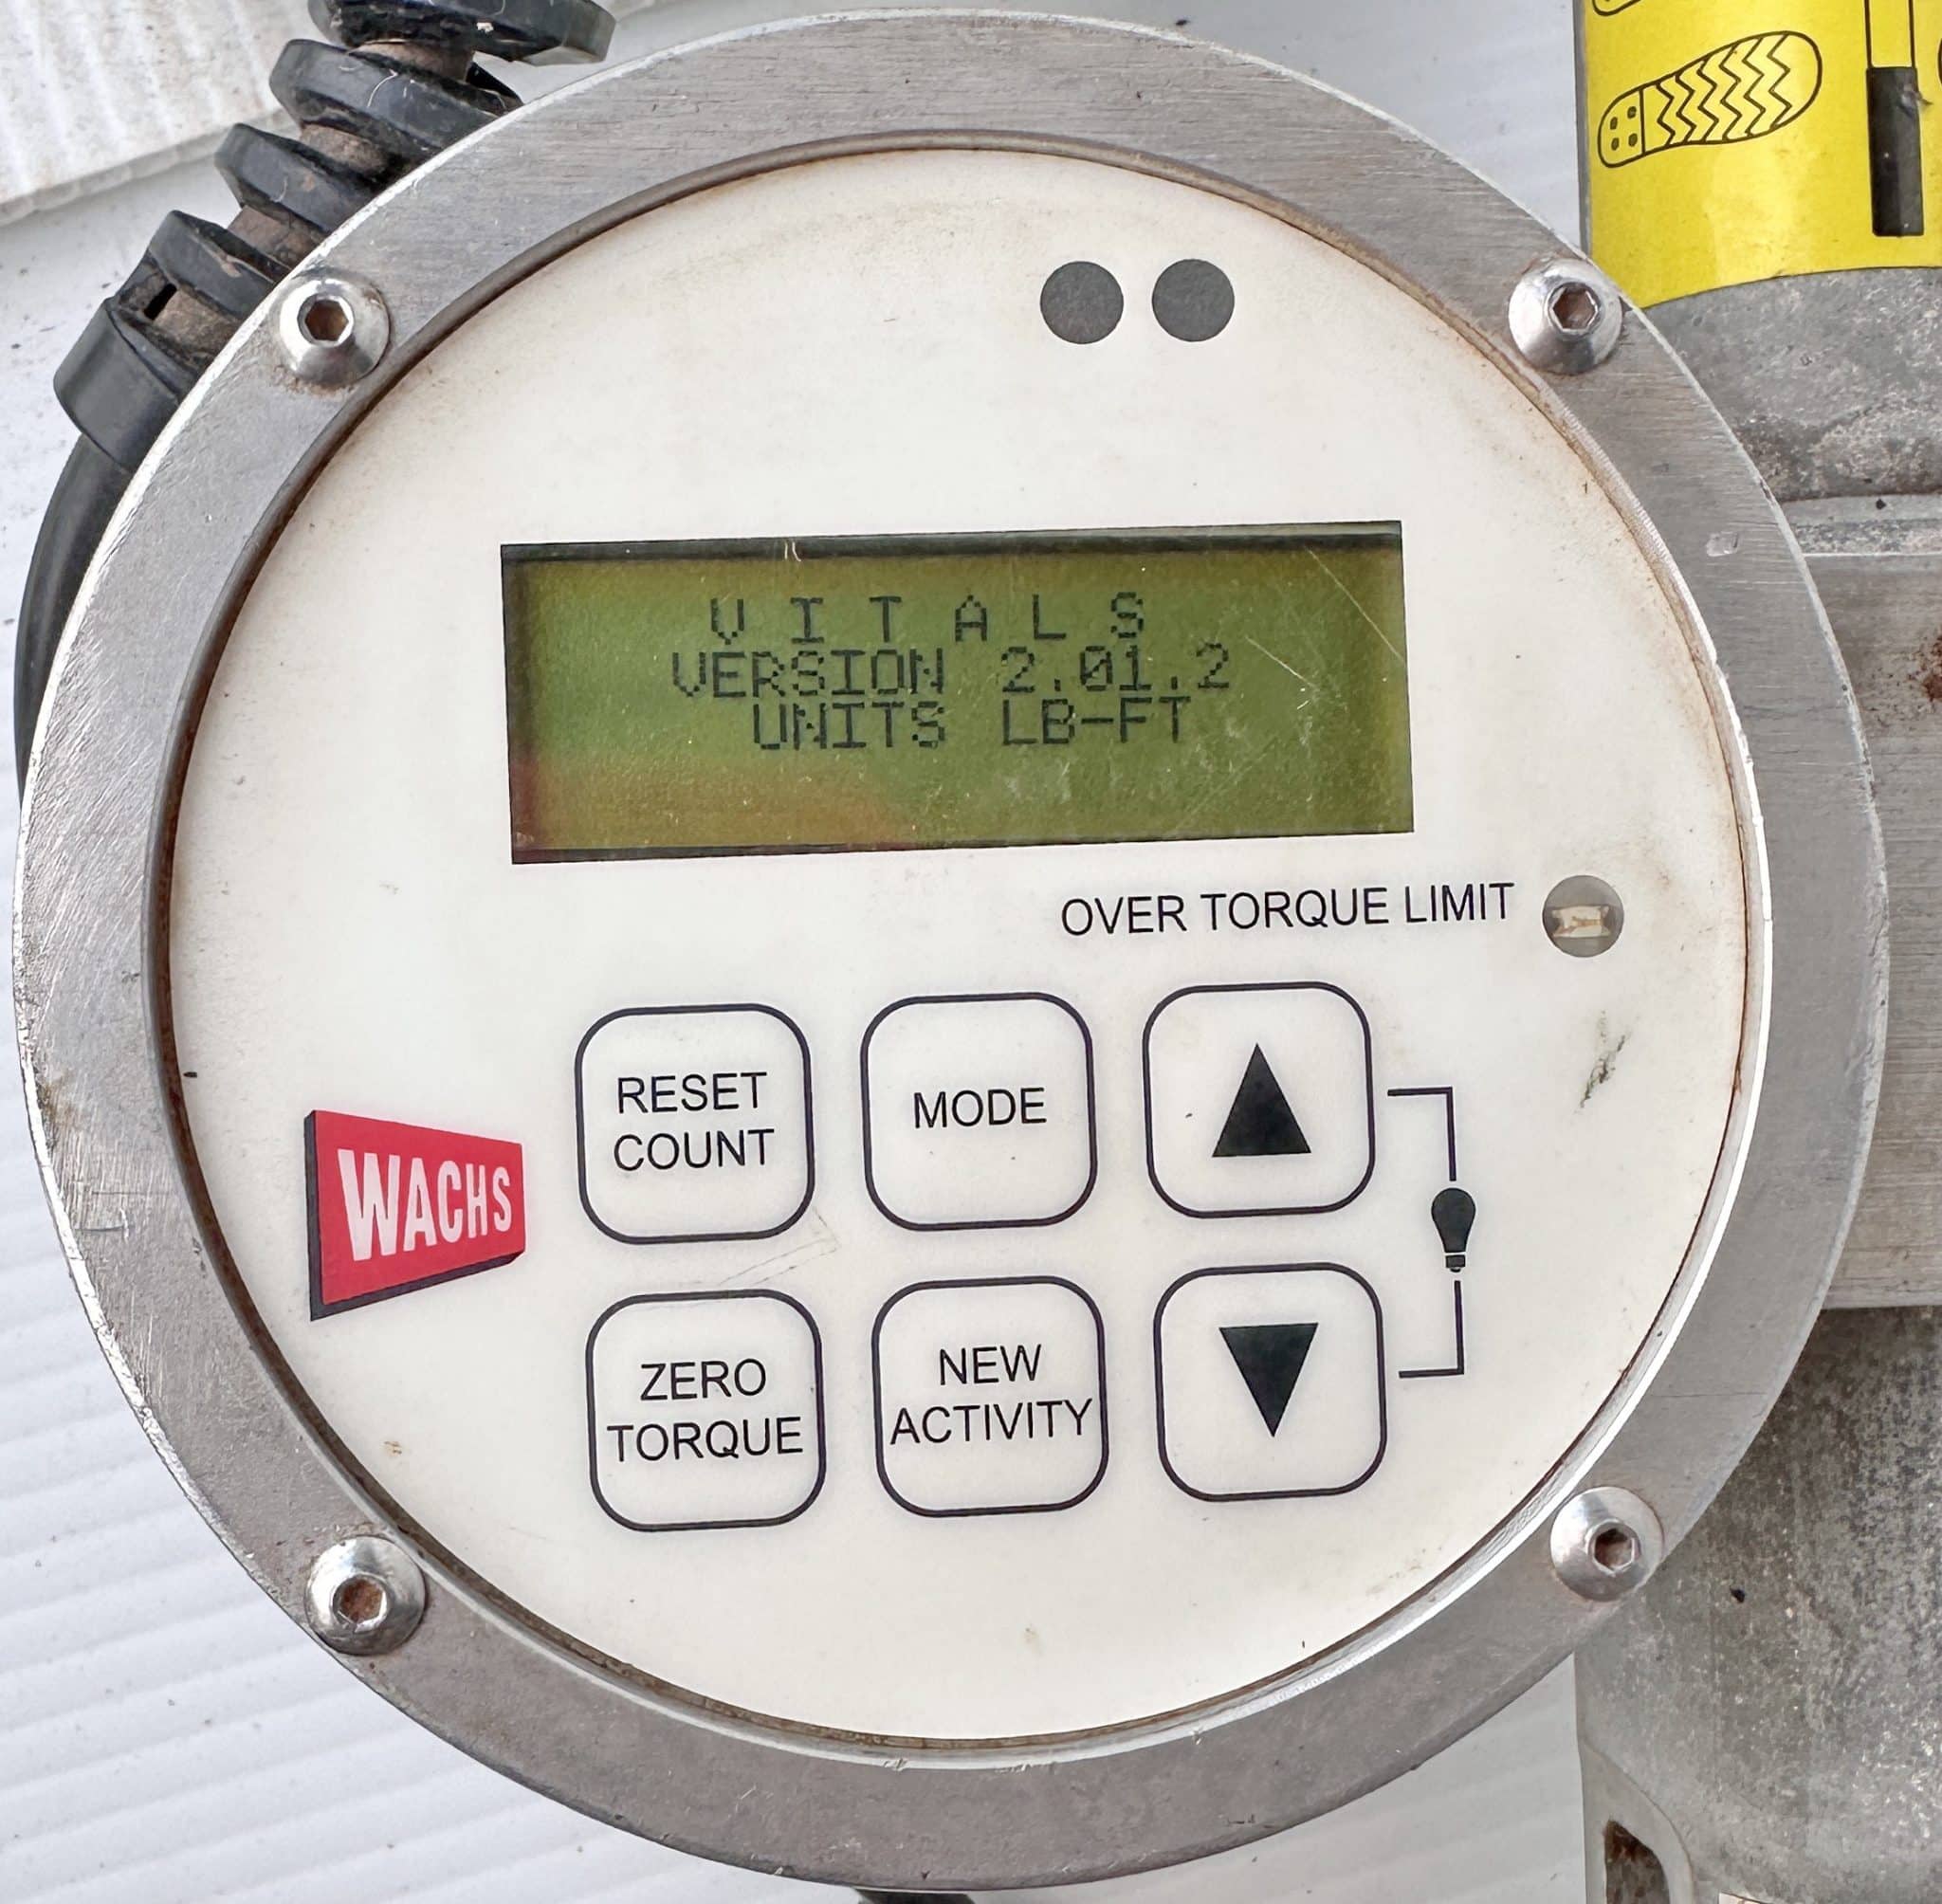 V I T A L S
VERSION 2.01.2
UNITS LB-FT
OVER TORQUE LIMIT
RESET
COUNT
MODE
WACHS
ZERO
TORQUE
NEW
ACTIVITY